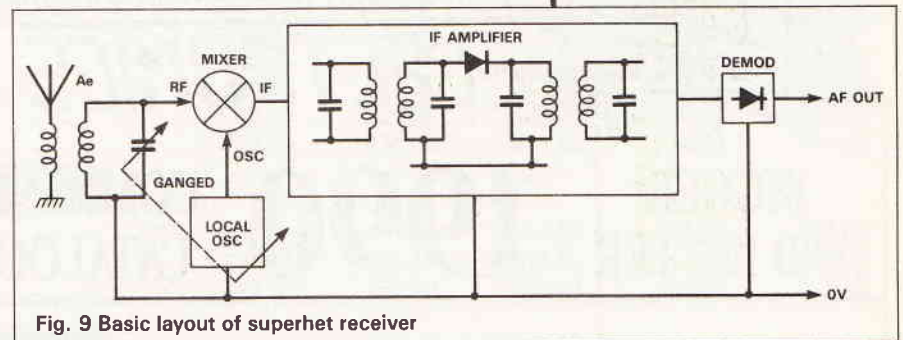 IF AMPLIFIER
MIXER
DEMOD
Ae
RF
IF
AF OUT
OSC
GANGED
LOCAL
OSC
0V
Fig. 9 Basic layout of superhet receiver